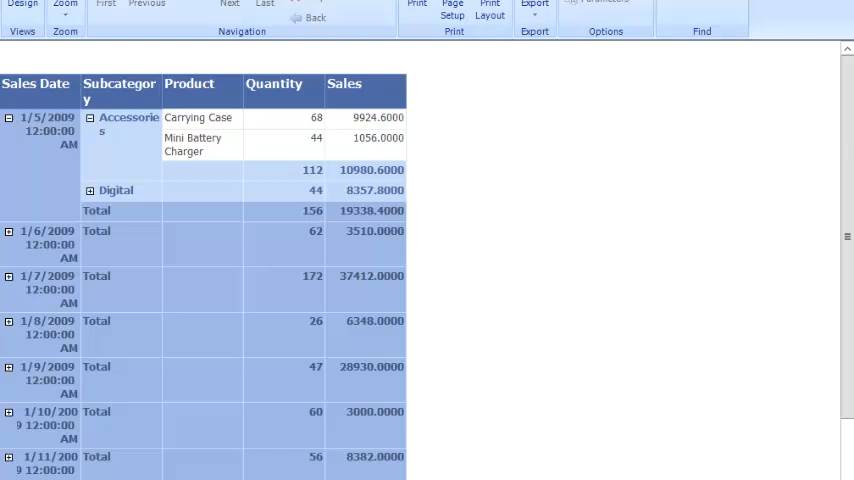 Design Zoom First Previous Next Last Print Page Setup Print Layout Export Parameters
Back
Views Zoom Navigation Print Export Options Find
Sales Date Subcategory Product Quantity Sales
1/5/2009 12:00:00 AM Accessories Carrying Case 68 9924.6000
Mini Battery Charger 44 1056.0000
112 10980.6000
Digital 44 8357.8000
Total 156 19338.4000
1/6/2009 12:00:00 AM Total 62 3510.0000
1/7/2009 12:00:00 AM Total 172 37412.0000
1/8/2009 12:00:00 AM Total 26 6348.0000
1/9/2009 12:00:00 AM Total 47 28930.0000
1/10/2009 12:00:00 AM Total 60 3000.0000
1/11/2009 12:00:00 Total 56 8382.0000